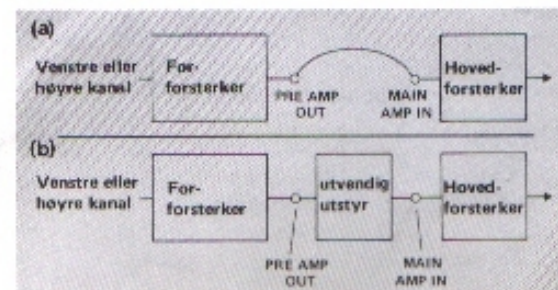 (a)
Venstre eller
høyre kanal
For-
forsterker
PRE AMP
OUT
MAIN
AMP IN
Hoved-
forsterker
(b)
Venstre eller
høyre kanal
For-
forsterker
utvendig
utstyr
Hoved-
forsterker
PRE AMP
OUT
MAIN
AMP IN